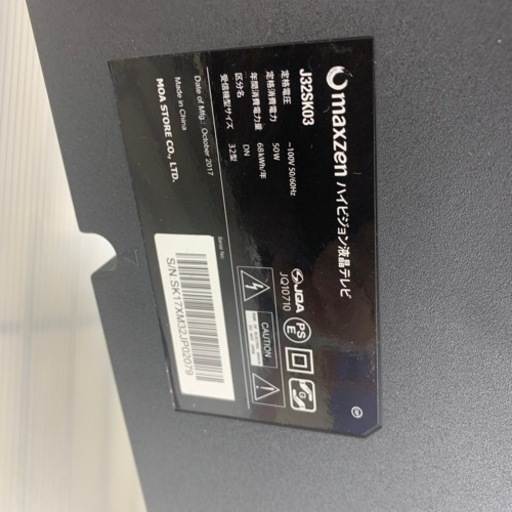 maxzen ハイビジョン液晶テレビ
J32SK03
定格電圧 ~100V 50/60Hz
定格消費電力 50W
年間消費電力量 68kWh/年
区分名 DN
受信機型サイズ 32型
Date of Mfg : October 2017
Made in China
MOA STORE CO., LTD.
JQA
JQ10710
PS
E
G
CAUTION
Serial No:
S/N:SK17XM32JP02079